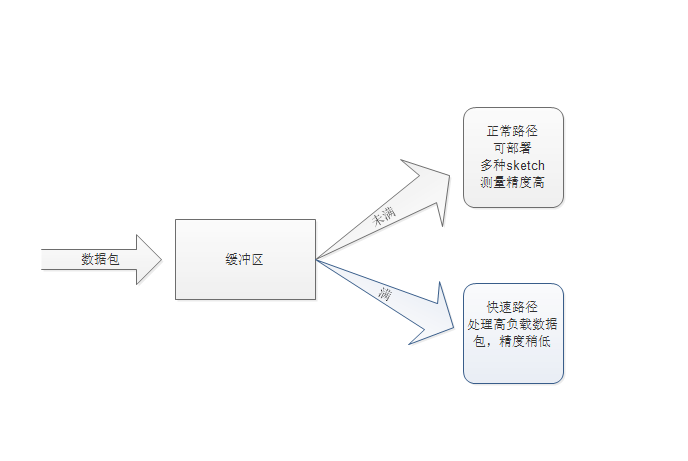 数据包
缓冲区
未满
满
正常路径
可部署
多种sketch
测量精度高
快速路径
处理高负载数据
包，精度稍低